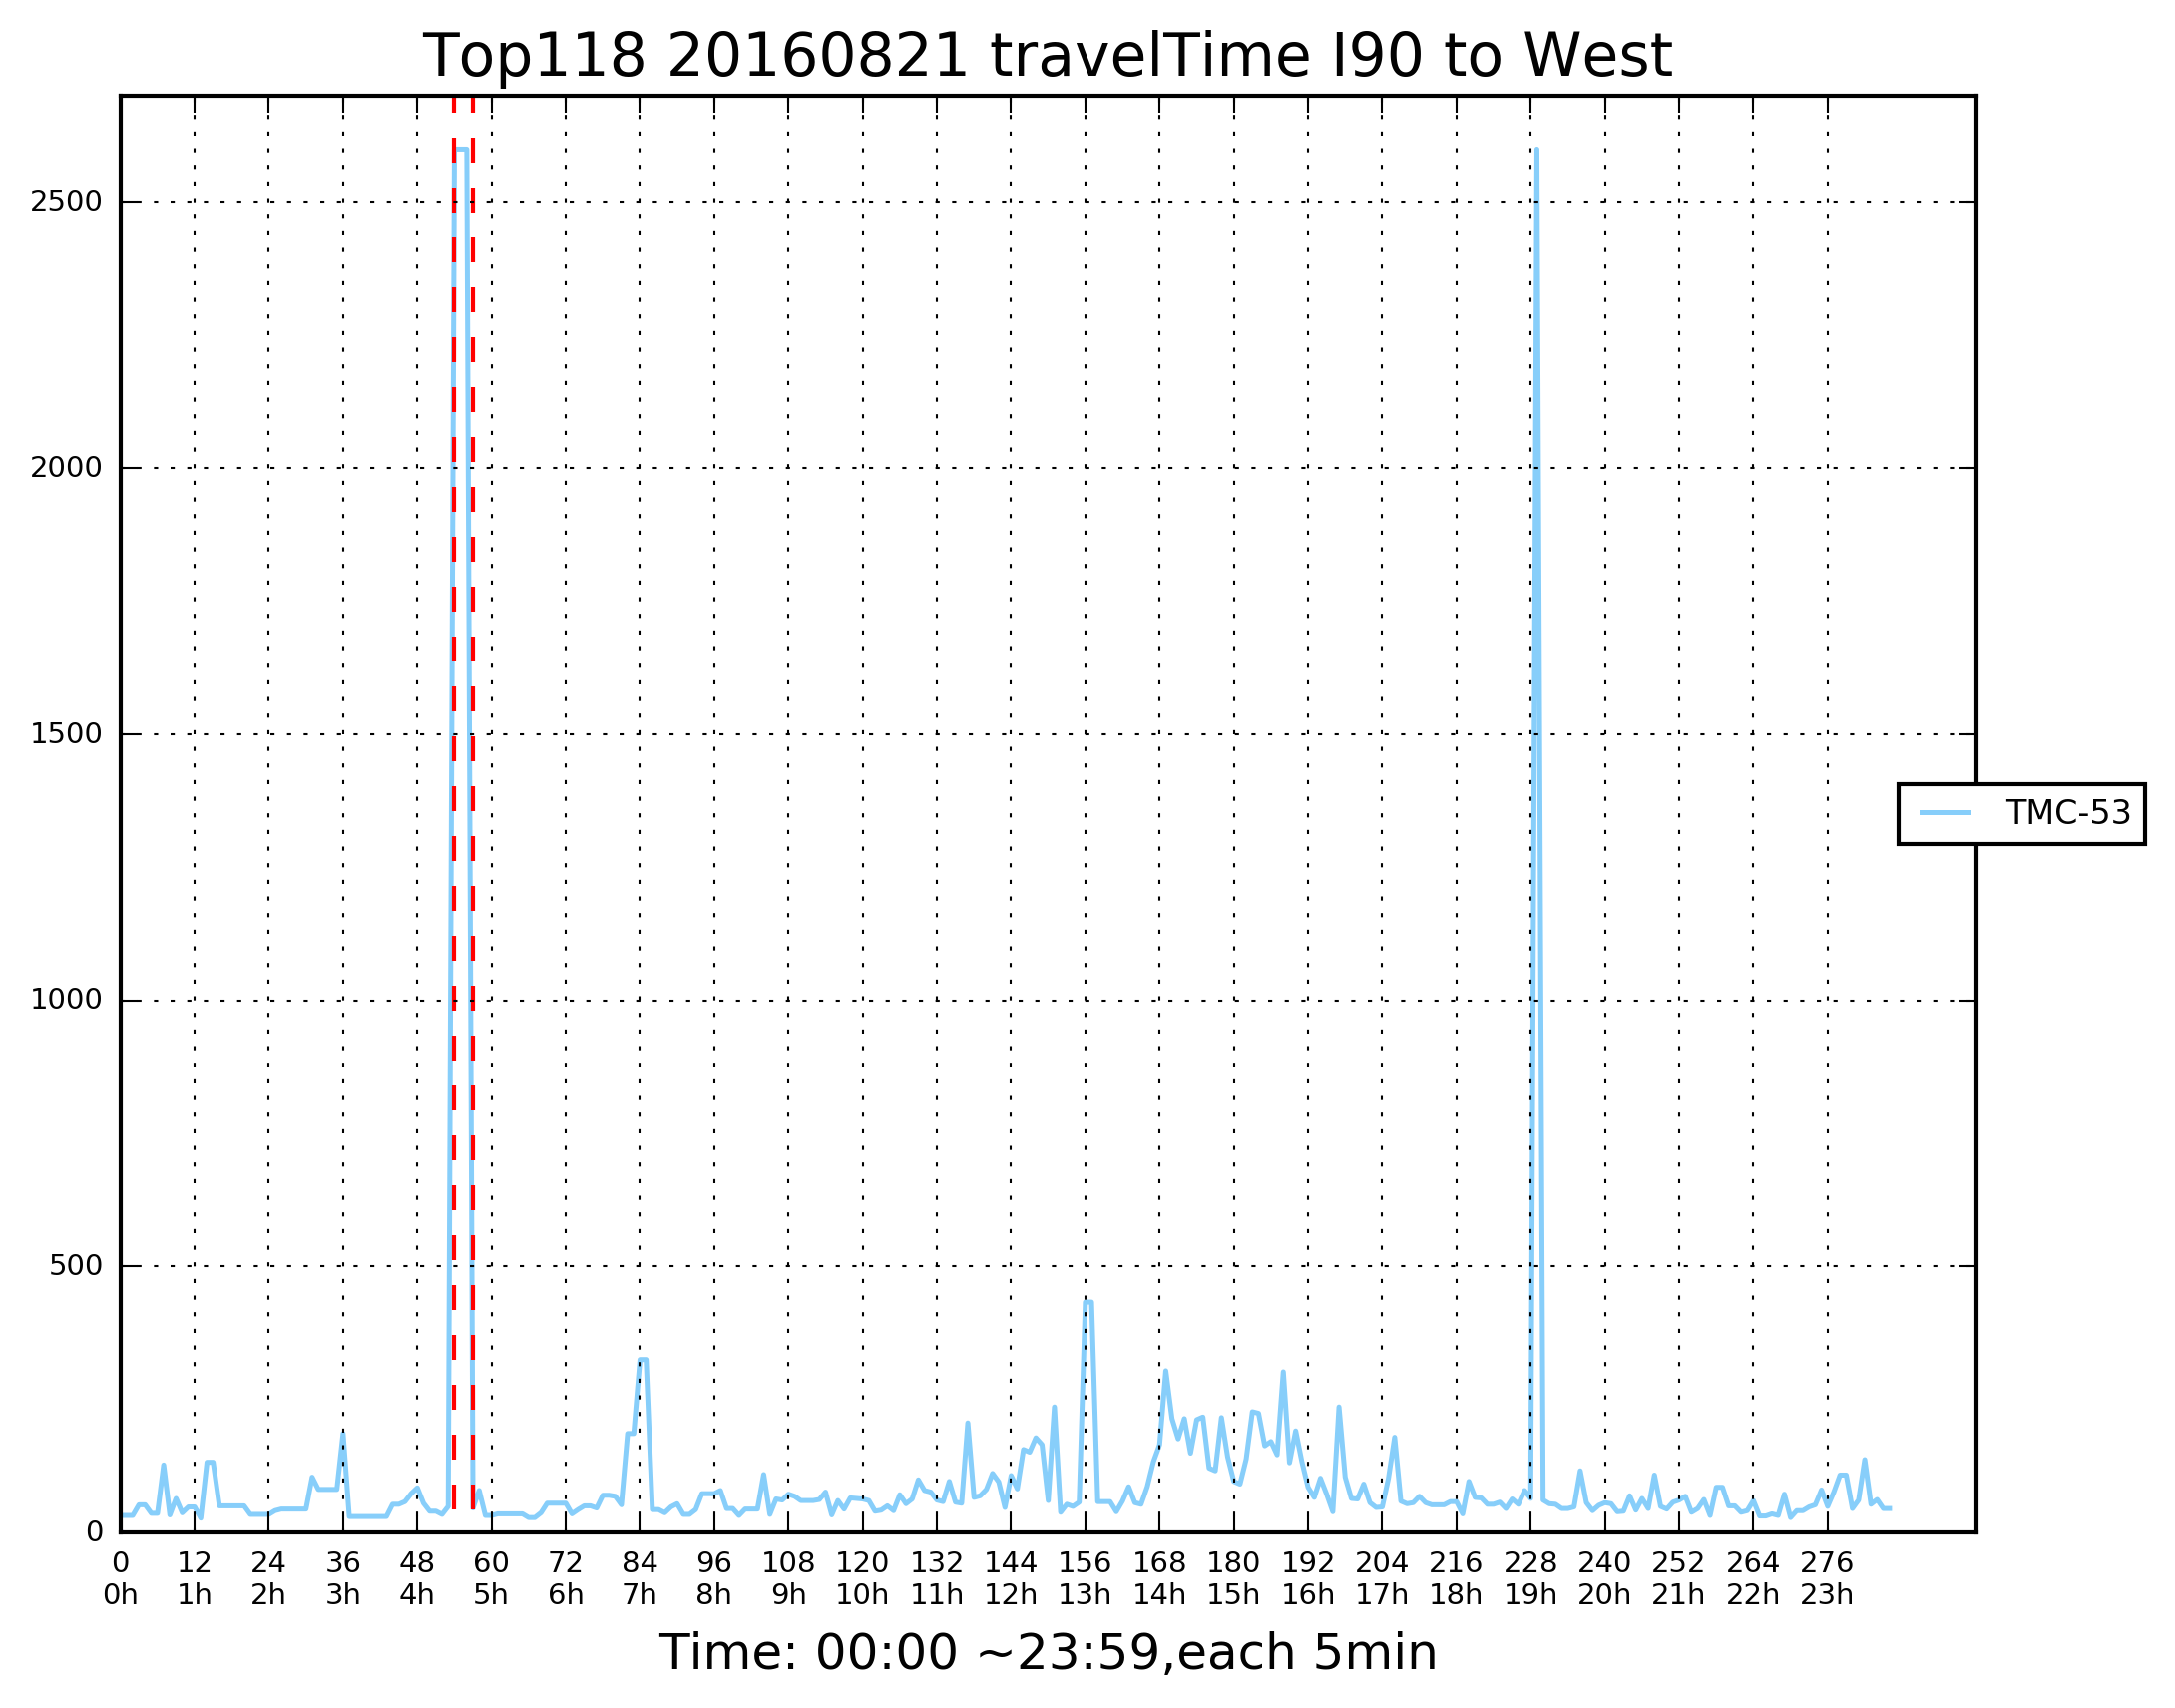 Top118 20160821 travelTime I90 to West
2500
2000
1500
1000
500
0
TMC-53
0 12 24 36 48 60 72 84 96 108 120 132 144 156 168 180 192 204 216 228 240 252 264 276
0h 1h 2h 3h 4h 5h 6h 7h 8h 9h 10h 11h 12h 13h 14h 15h 16h 17h 18h 19h 20h 21h 22h 23h
Time: 00:00 ~23:59,each 5min